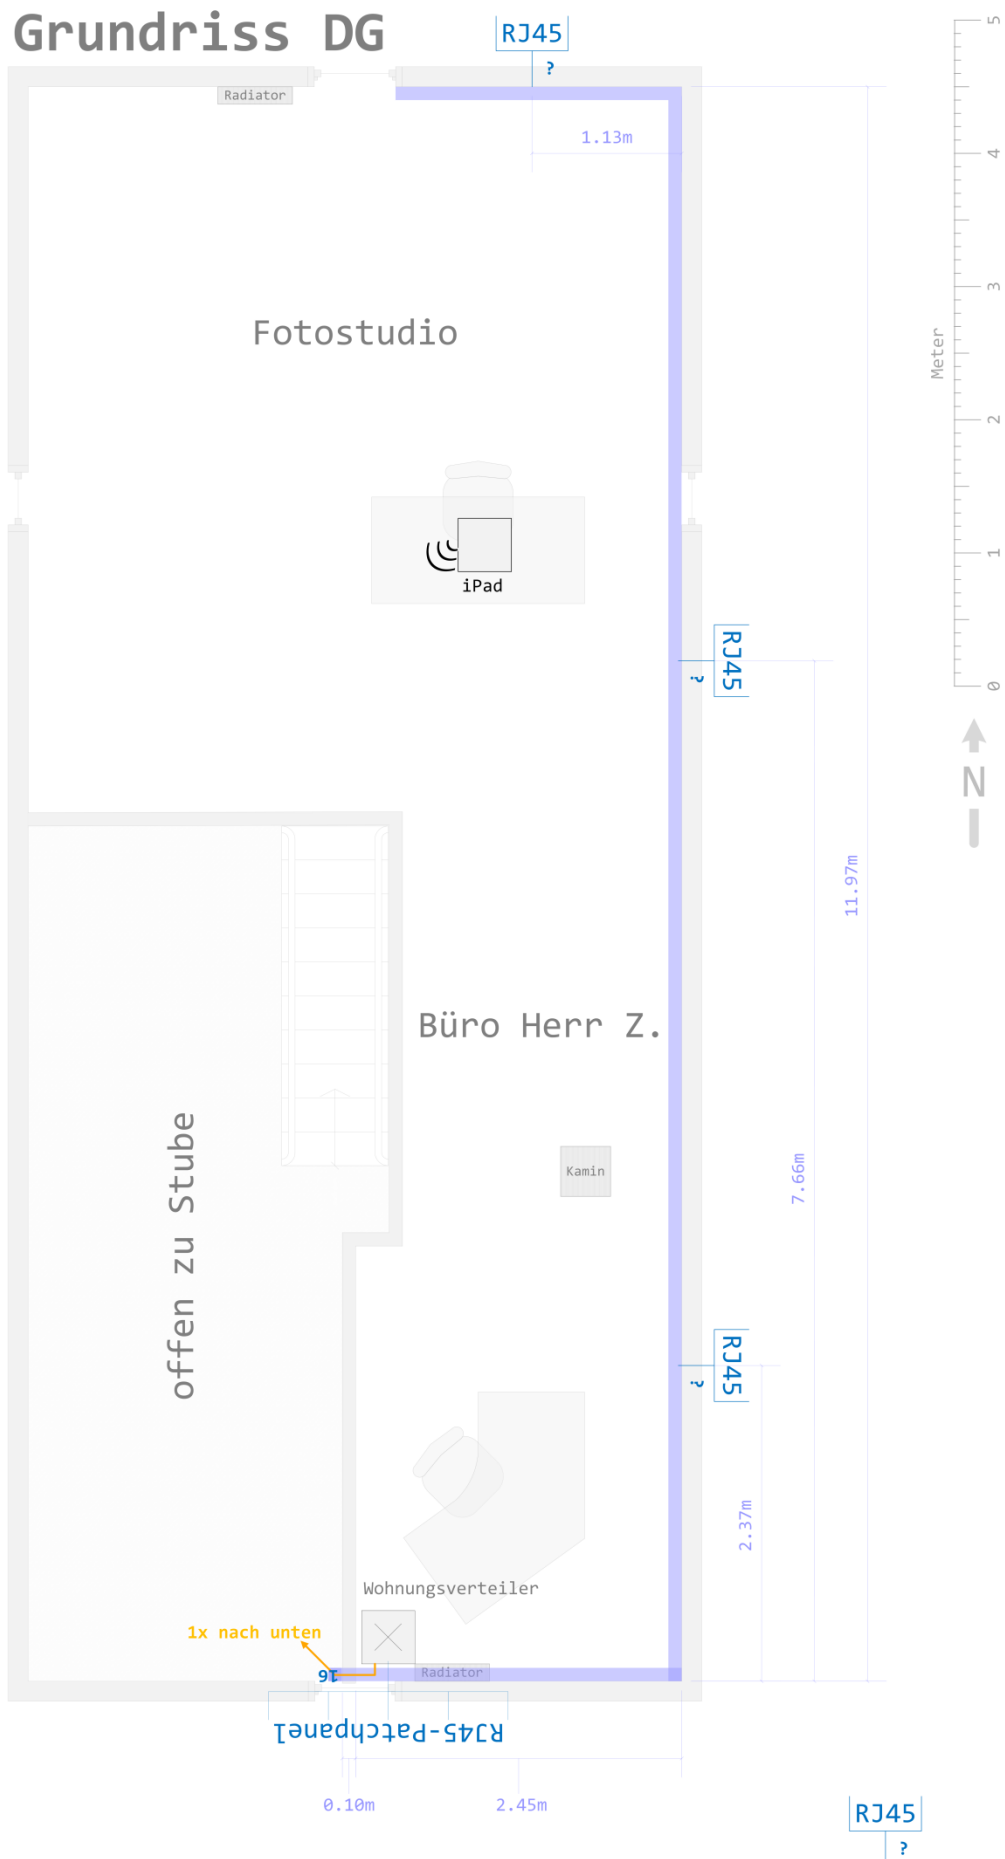 Grundriss DG
RJ45
?
Radiator
1.13m
5
4
3
2
1
0
Meter
Fotostudio
iPad
RJ45
?
N
11.97m
Büro Herr Z.
offen zu Stube
Kamin
7.66m
RJ45
?
2.37m
Wohnungsverteiler
1x nach unten
16
Radiator
RJ45-Patchpanel
0.10m
2.45m
RJ45
?